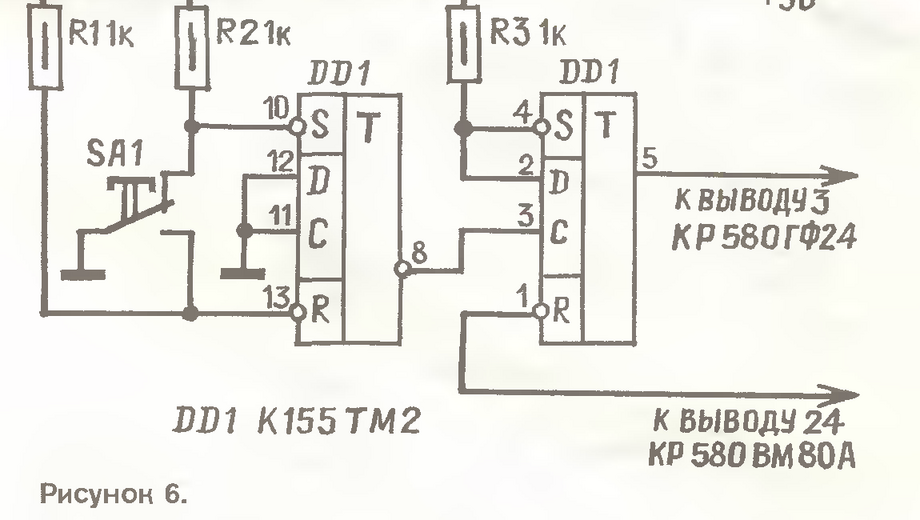 +5В
R1 1к
R2 1к
R3 1к
DD1
DD1
SA1
10
S
T
12
D
11
C
8
13
R
4
S
T
5
2
D
3
C
1
R
К ВЫВОДУ 3
КР580ГФ24
К ВЫВОДУ 24
КР580ВМ80А
DD1 К155ТМ2
Рисунок 6.